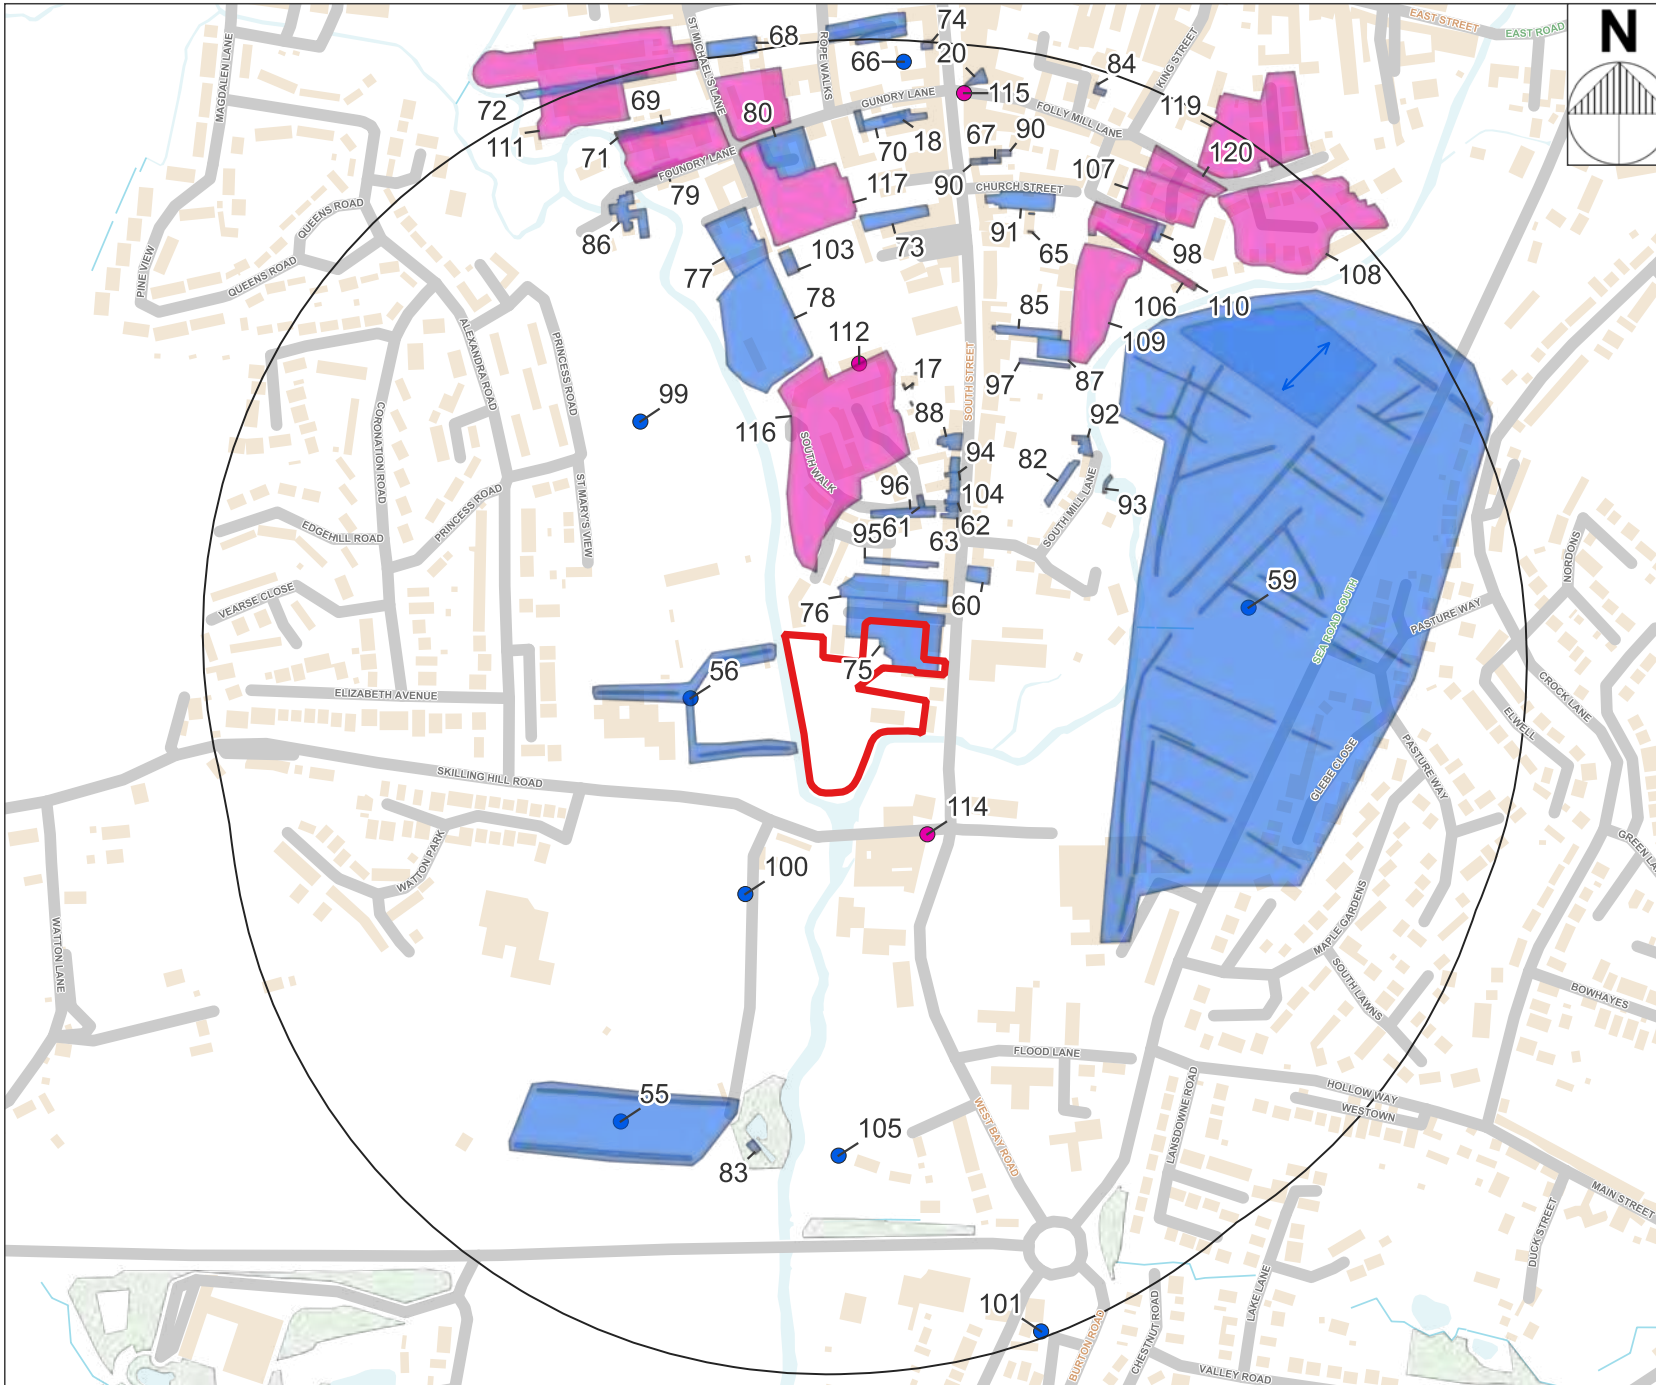 EAST STREET
EAST ROAD
N
74
68
20
66
84
115
KING STREET
ST MICHAEL'S LANE
ROPE WALKS
MAGDALEN LANE
GUNDRY LANE
FOLLY MILL LANE
119
72
69
80
111
71
70
18
67
90
107
120
FOUNDRY LANE
79
117
90
CHURCH STREET
86
73
91
65
98
QUEENS ROAD
PINE VIEW
QUEENS ROAD
77
103
108
78
106
110
85
112
109
ALEXANDRA ROAD
PRINCESS ROAD
SOUTH STREET
17
97
87
99
88
92
116
CORONATION ROAD
SOUTH WALK
94
82
96
104
93
PRINCESS ROAD
ST MARY'S VIEW
SOUTH MILL LANE
EDGEHILL ROAD
95
61
63
62
NORDONS
VEARSE CLOSE
76
60
59
SEA ROAD SOUTH
PASTURE WAY
56
75
ELIZABETH AVENUE
CROCK LANE
ELWELL
SKILLING HILL ROAD
PASTURE WAY
GLEBE CLOSE
114
WATTON PARK
100
GREEN LA
WATTON LANE
MAPLE GARDENS
SOUTH LAWNS
BOWHAYES
FLOOD LANE
55
HOLLOW WAY
WESTOWN
WEST BAY ROAD
LANSDOWNE ROAD
105
83
MAIN STREET
DUCK STREET
101
LAKE LANE
BURTON ROAD
CHESTNUT ROAD
VALLEY ROAD